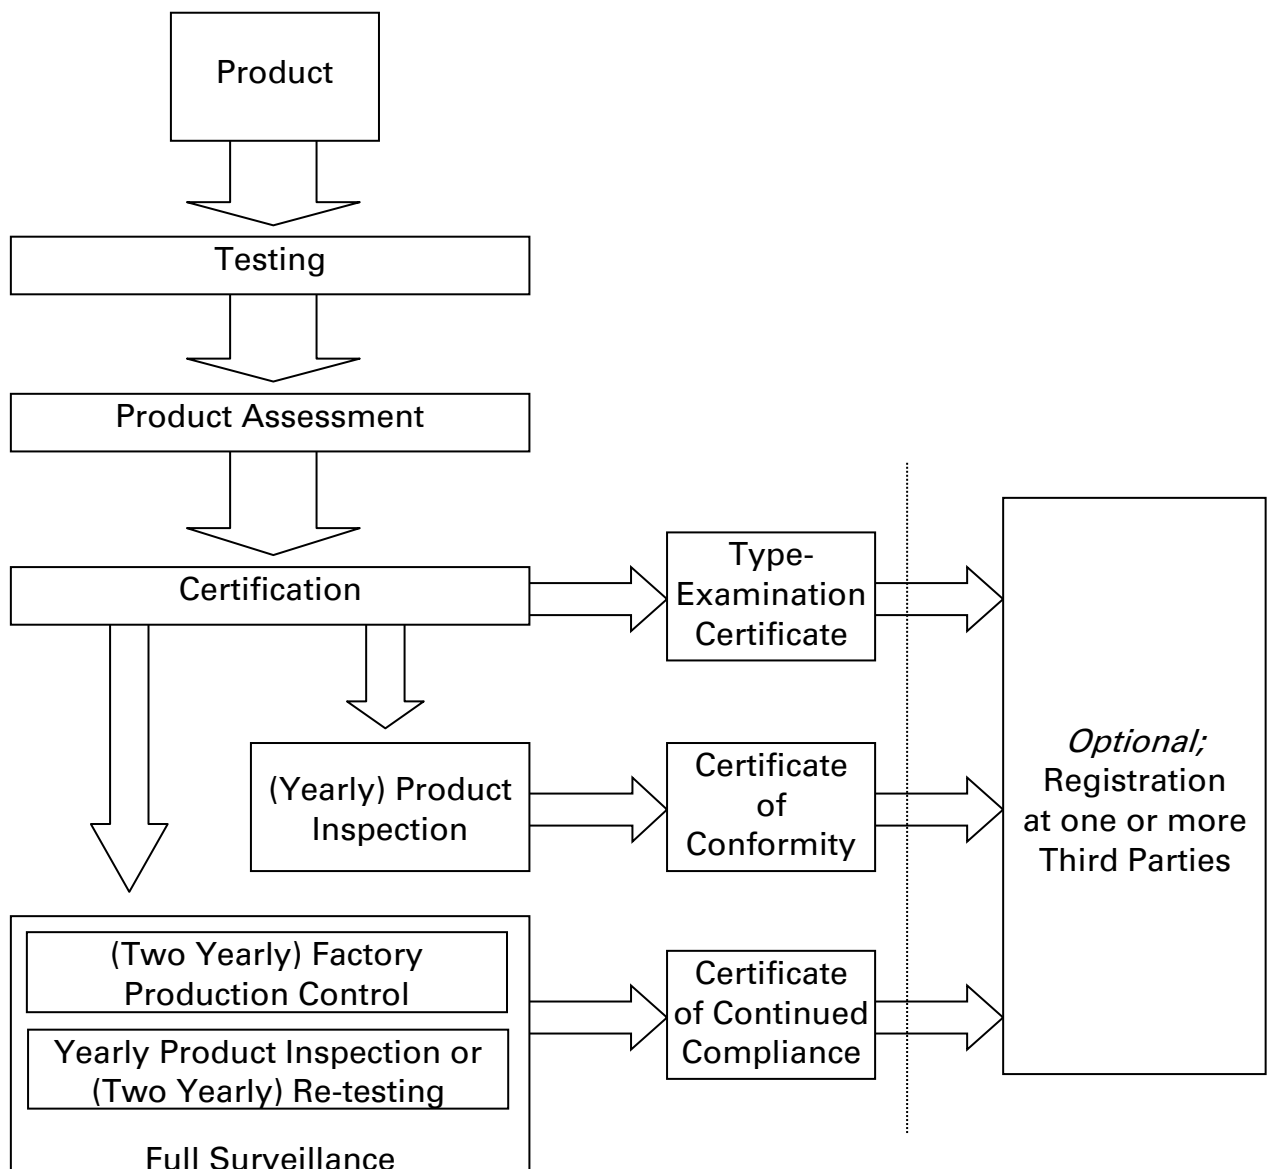 Product
Testing
Product Assessment
Certification
Type-
Examination
Certificate
(Yearly) Product
Inspection
Certificate
of
Conformity
Optional;
Registration
at one or more
Third Parties
(Two Yearly) Factory
Production Control
Yearly Product Inspection or
(Two Yearly) Re-testing
Full Surveillance
Certificate
of Continued
Compliance